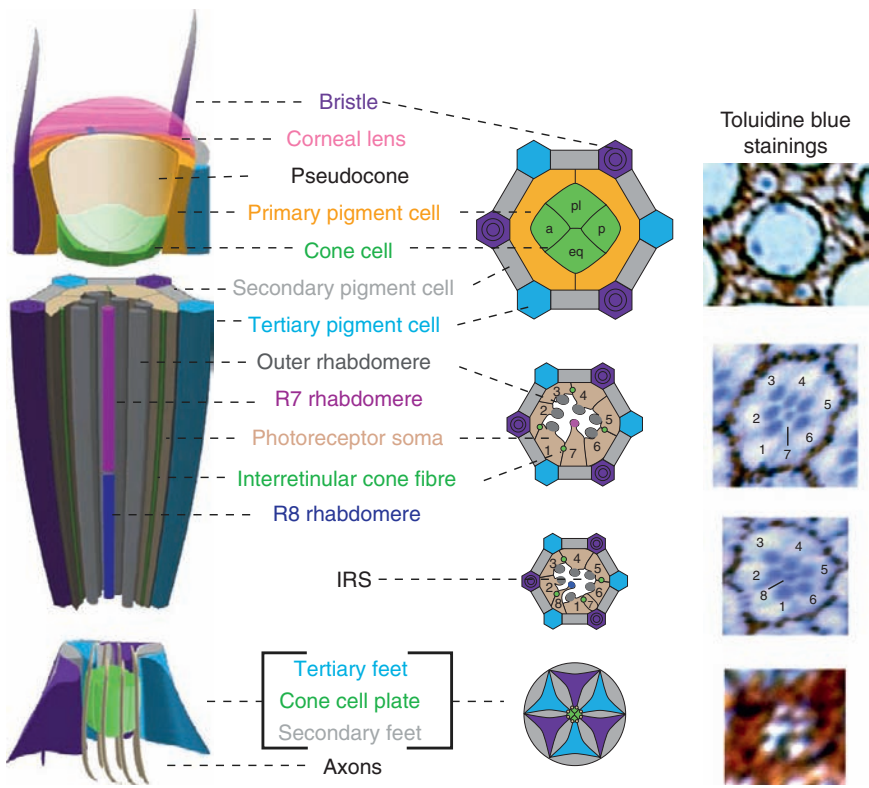 Bristle
Corneal lens
Pseudocone
Primary pigment cell
Cone cell
Secondary pigment cell
Tertiary pigment cell
Outer rhabdomere
R7 rhabdomere
Photoreceptor soma
Interretinular cone fibre
R8 rhabdomere
IRS
Tertiary feet
Cone cell plate
Secondary feet
Axons
pl
a p
eq
3 4
2 5
1 7 6
4
3 5
2 6
8 1 7
Toluidine blue
stainings
3 4
2 5
1 6
7
3 4
2 5
8 1 6